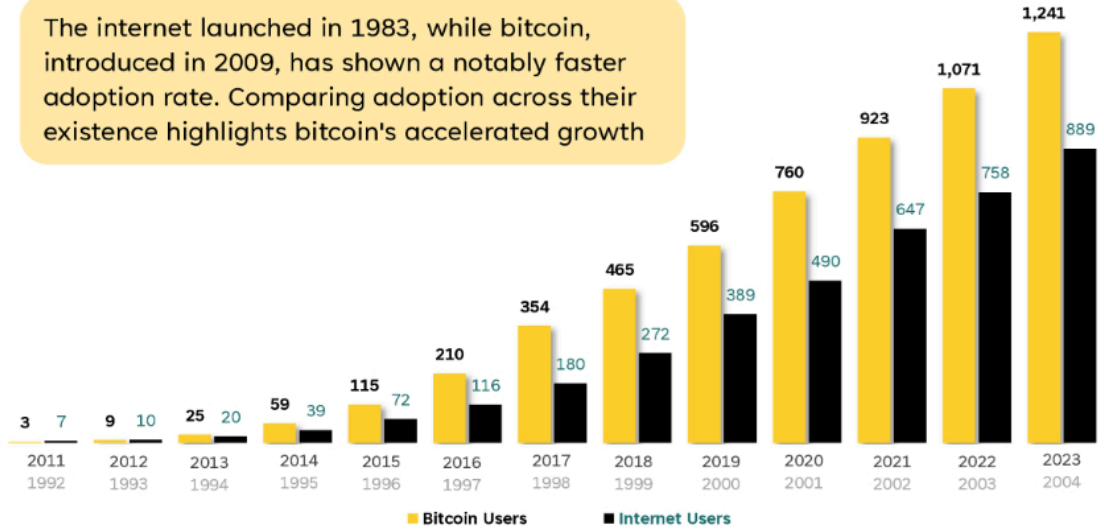 The internet launched in 1983, while bitcoin,
introduced in 2009, has shown a notably faster
adoption rate. Comparing adoption across their
existence highlights bitcoin's accelerated growth
3 7 9 10 25 20 59 39 115 72 210 116 354 180 465 272 596 389 760 490 923 647 1,071 758 1,241 889
2011 2012 2013 2014 2015 2016 2017 2018 2019 2020 2021 2022 2023
1992 1993 1994 1995 1996 1997 1998 1999 2000 2001 2002 2003 2004
Bitcoin Users Internet Users